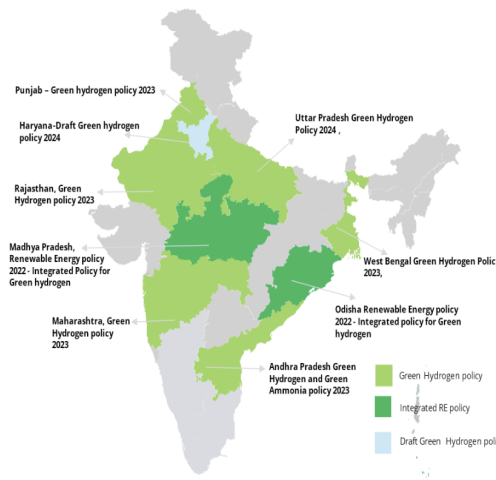 Punjab – Green hydrogen policy 2023
Haryana-Draft Green hydrogen
policy 2024
Uttar Pradesh Green Hydrogen
Policy 2024 ,
Rajasthan, Green
Hydrogen policy 2023
Madhya Pradesh,
Renewable Energy policy
2022 - Integrated Policy for
Green hydrogen
West Bengal Green Hydrogen Polic
2023,
Maharashtra, Green
Hydrogen policy
2023
Odisha Renewable Energy policy
2022 - Integrated policy for Green
hydrogen
Andhra Pradesh Green
Hydrogen and Green
Ammonia policy 2023
Green Hydrogen policy
Integrated RE policy
Draft Green Hydrogen poli